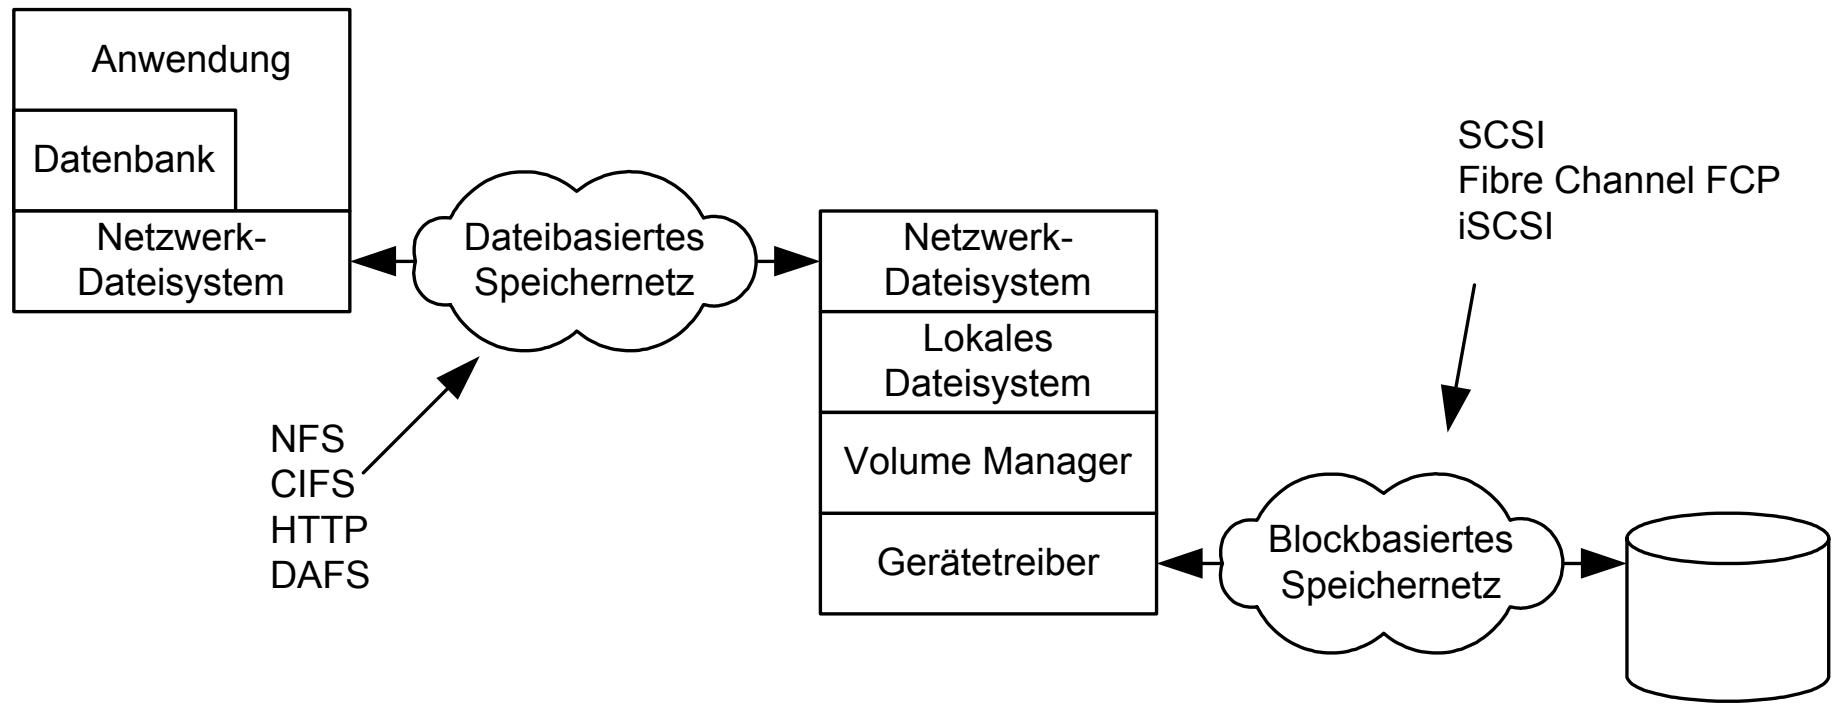 Anwendung
Datenbank
Netzwerk-
Dateisystem
Dateibasiertes
Speichernetz
NFS
CIFS
HTTP
DAFS
Netzwerk-
Dateisystem
Lokales
Dateisystem
Volume Manager
Gerätetreiber
SCSI
Fibre Channel FCP
iSCSI
Blockbasiertes
Speichernetz